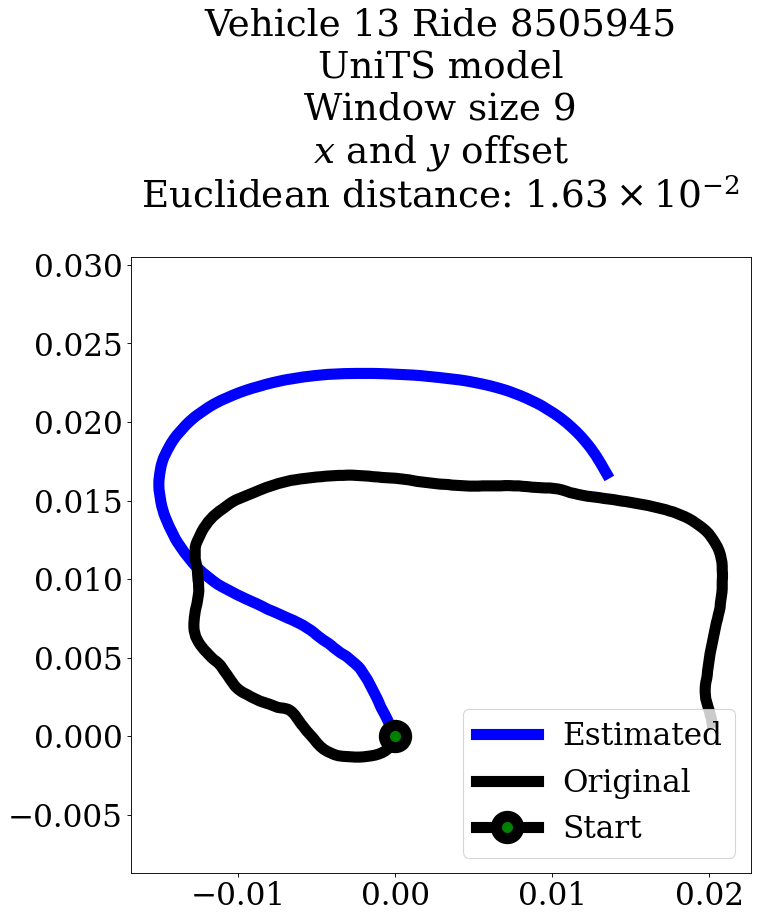 Vehicle 13 Ride 8505945
UniTS model
Window size 9
x and y offset
Euclidean distance: 1.63 × 10⁻²
0.030
0.025
0.020
0.015
0.010
0.005
0.000
−0.005
Estimated
Original
Start
−0.01 0.00 0.01 0.02